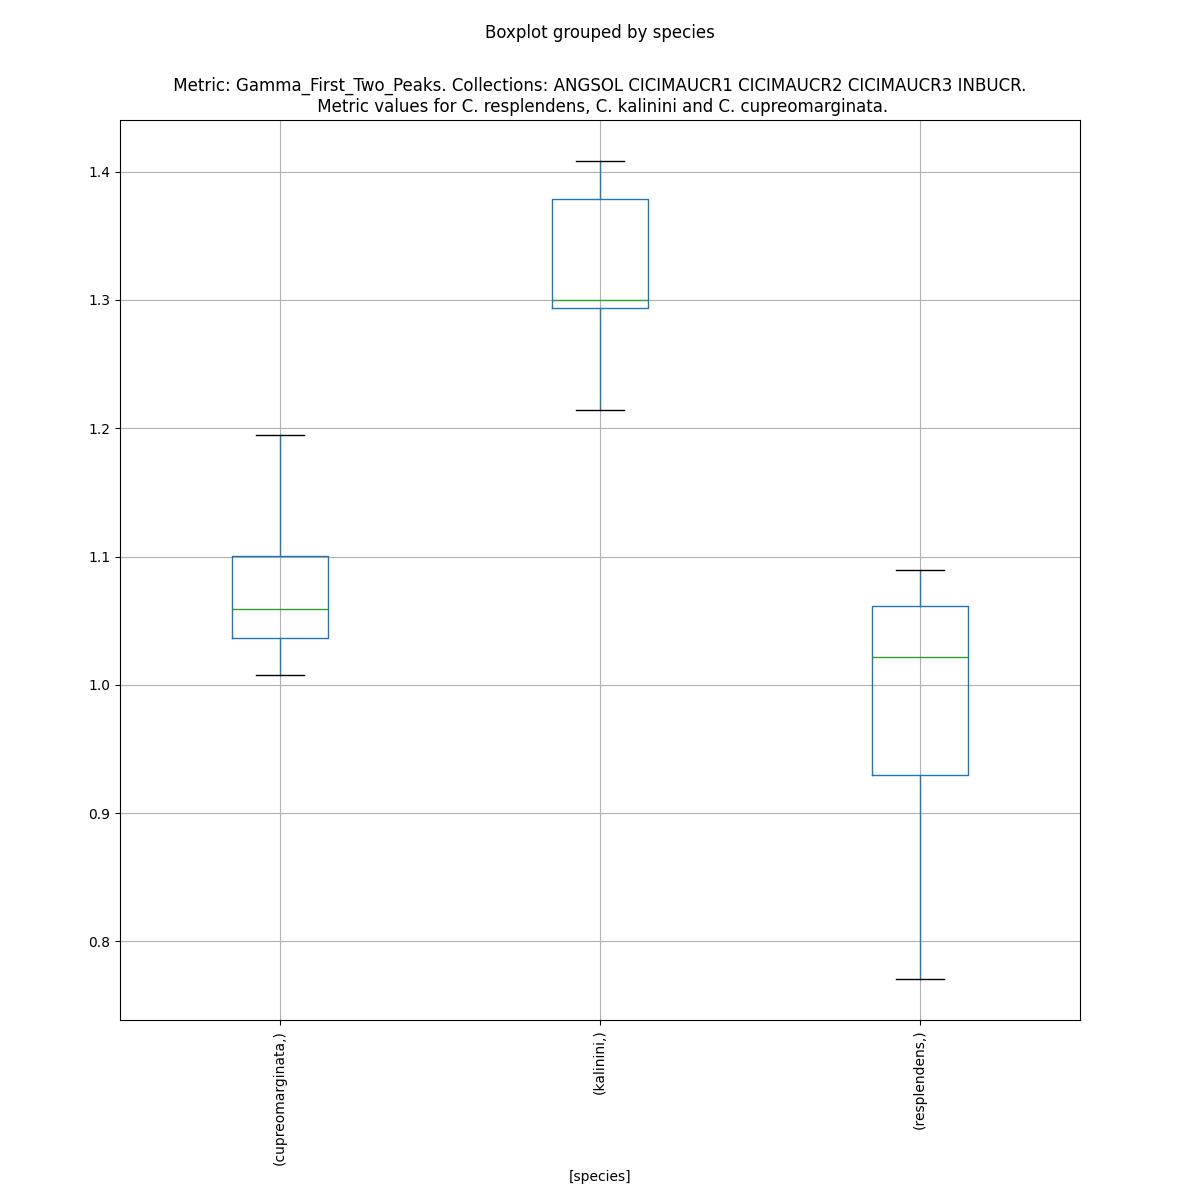 Boxplot grouped by species
Metric: Gamma_First_Two_Peaks. Collections: ANGSOL CICIMAUCR1 CICIMAUCR2 CICIMAUCR3 INBUCR.
Metric values for C. resplendens, C. kalinini and C. cupreomarginata.
1.4
1.3
1.2
1.1
1.0
0.9
0.8
(cupreomarginata,)
(kalinini,)
(resplendens,)
[species]